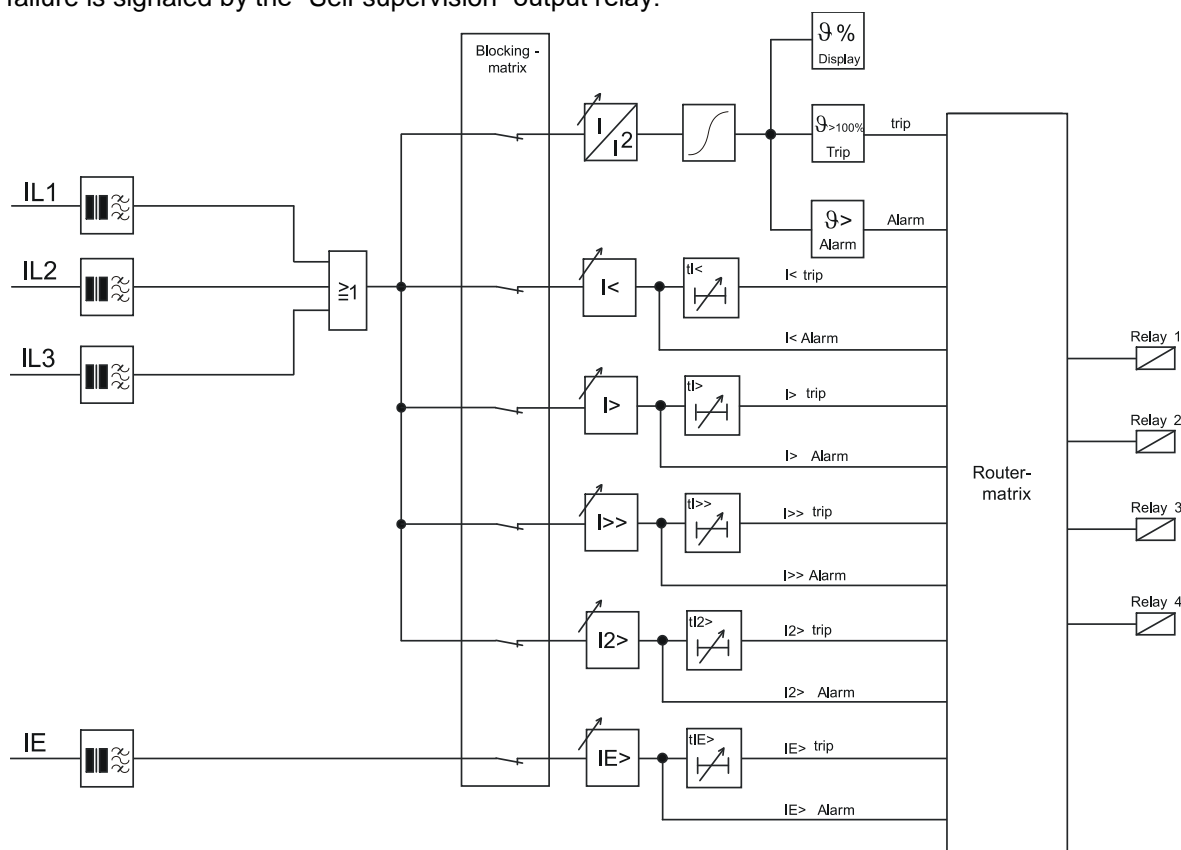 failure is signaled by the "Self supervision" output relay.
Blocking -
matrix
ϑ %
Display
I
I2
ϑ>100%
Trip
trip
ϑ>
Alarm
Alarm
IL1
IL2
IL3
≧1
I<
tI<
I< trip
I< Alarm
I>
tI>
I> trip
I> Alarm
I>>
tI>>
I>> trip
I>> Alarm
I2>
tI2>
I2> trip
I2> Alarm
IE
IE>
tIE>
IE> trip
IE> Alarm
Router-
matrix
Relay 1
Relay 2
Relay 3
Relay 4